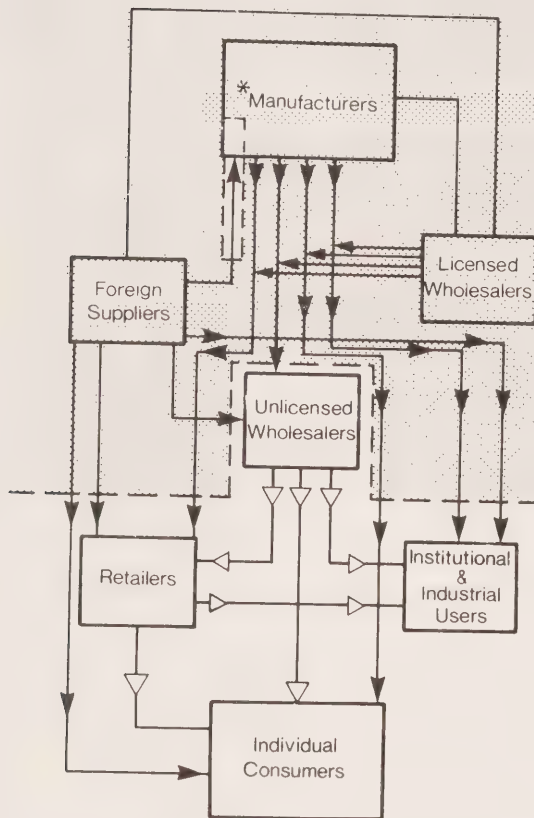 *Manufacturers
Licensed
Wholesalers
Foreign
Suppliers
Unlicensed
Wholesalers
Retailers
Institutional
&
Industrial
Users
Individual
Consumers